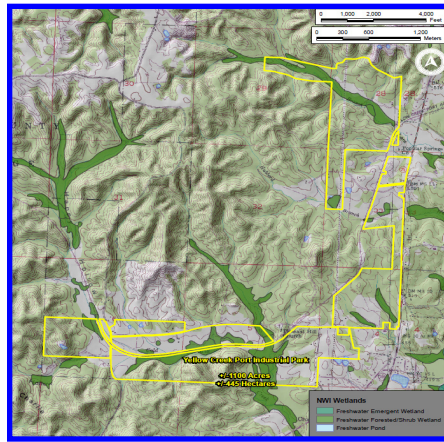 0 1,000 2,000 4,000
Feet
0 300 600 1,200
Meters
Yellow Creek Port Industrial Park
+/-1100 Acres
+/-445 Hectares
NWI Wetlands
Freshwater Emergent Wetland
Freshwater Forested/Shrub Wetland
Freshwater Pond